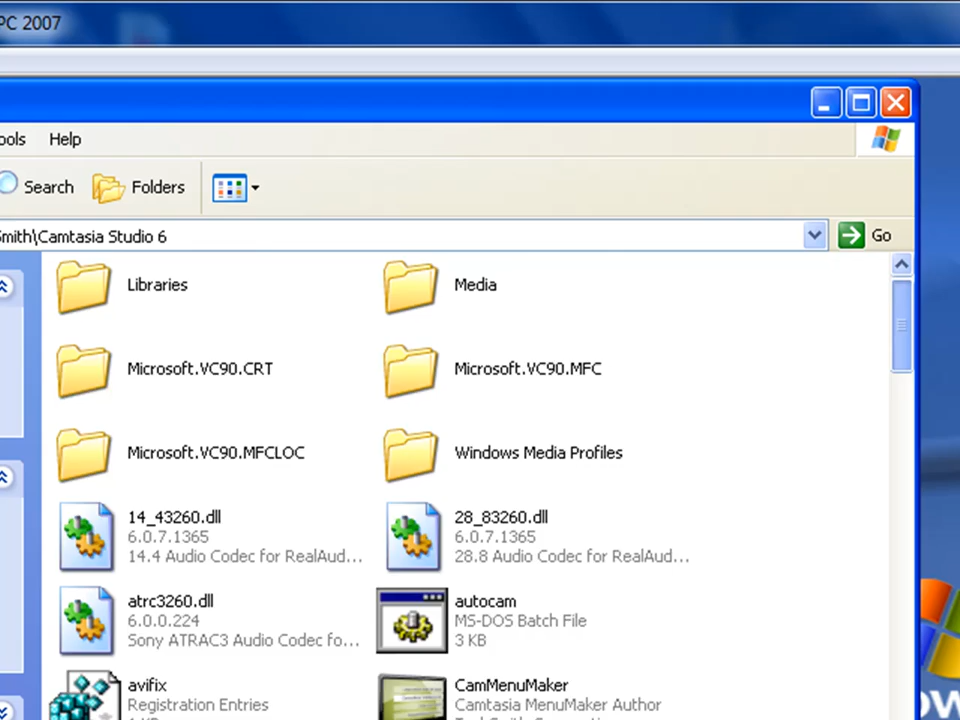 PC 2007
ools Help
Search Folders
Smith\Camtasia Studio 6 Go
Libraries Media
Microsoft.VC90.CRT Microsoft.VC90.MFC
Microsoft.VC90.MFCLOC Windows Media Profiles
14_43260.dll 28_83260.dll
6.0.7.1365 6.0.7.1365
14.4 Audio Codec for RealAud... 28.8 Audio Codec for RealAud...
atrc3260.dll autocam
6.0.0.224 MS-DOS Batch File
Sony ATRAC3 Audio Codec fo... 3 KB
avifix CamMenuMaker
Registration Entries Camtasia MenuMaker Author